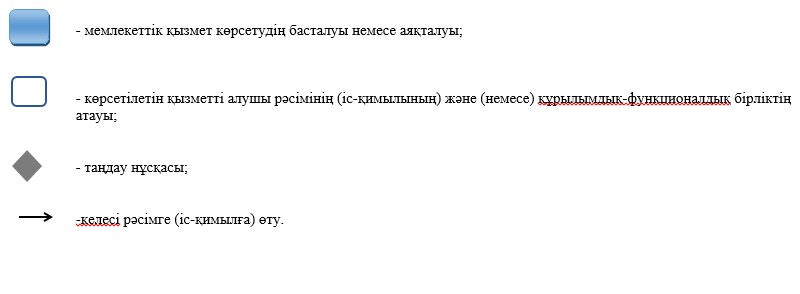 - мемлекеттік қызмет көрсетудің басталуы немесе аяқталуы;
- көрсетілетін қызметті алушы рәсімінің (іс-қимылының) және (немесе) құрылымдық-функционалдық бірліктің
атауы;
- таңдау нұсқасы;
-келесі рәсімге (іс-қимылға) өту.